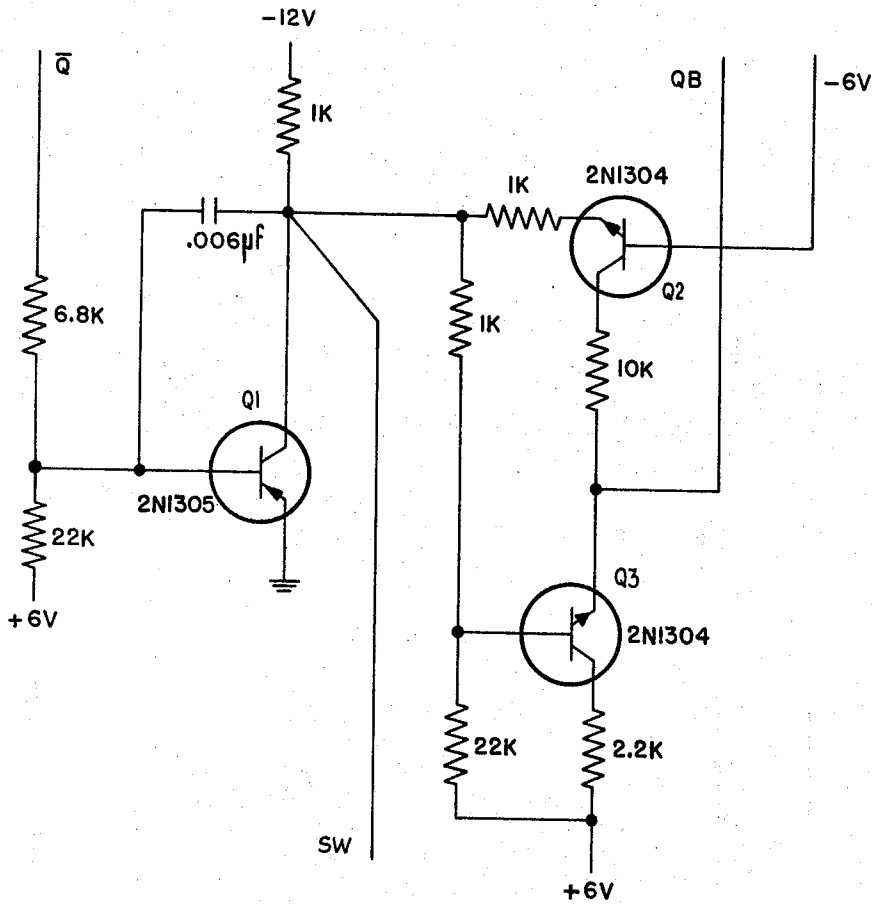 -12V
Q̅
1K
QB
-6V
2N1304
1K
.006µf
Q2
6.8K
1K
10K
Q1
2N1305
22K
Q3
+6V
2N1304
22K
2.2K
SW
+6V